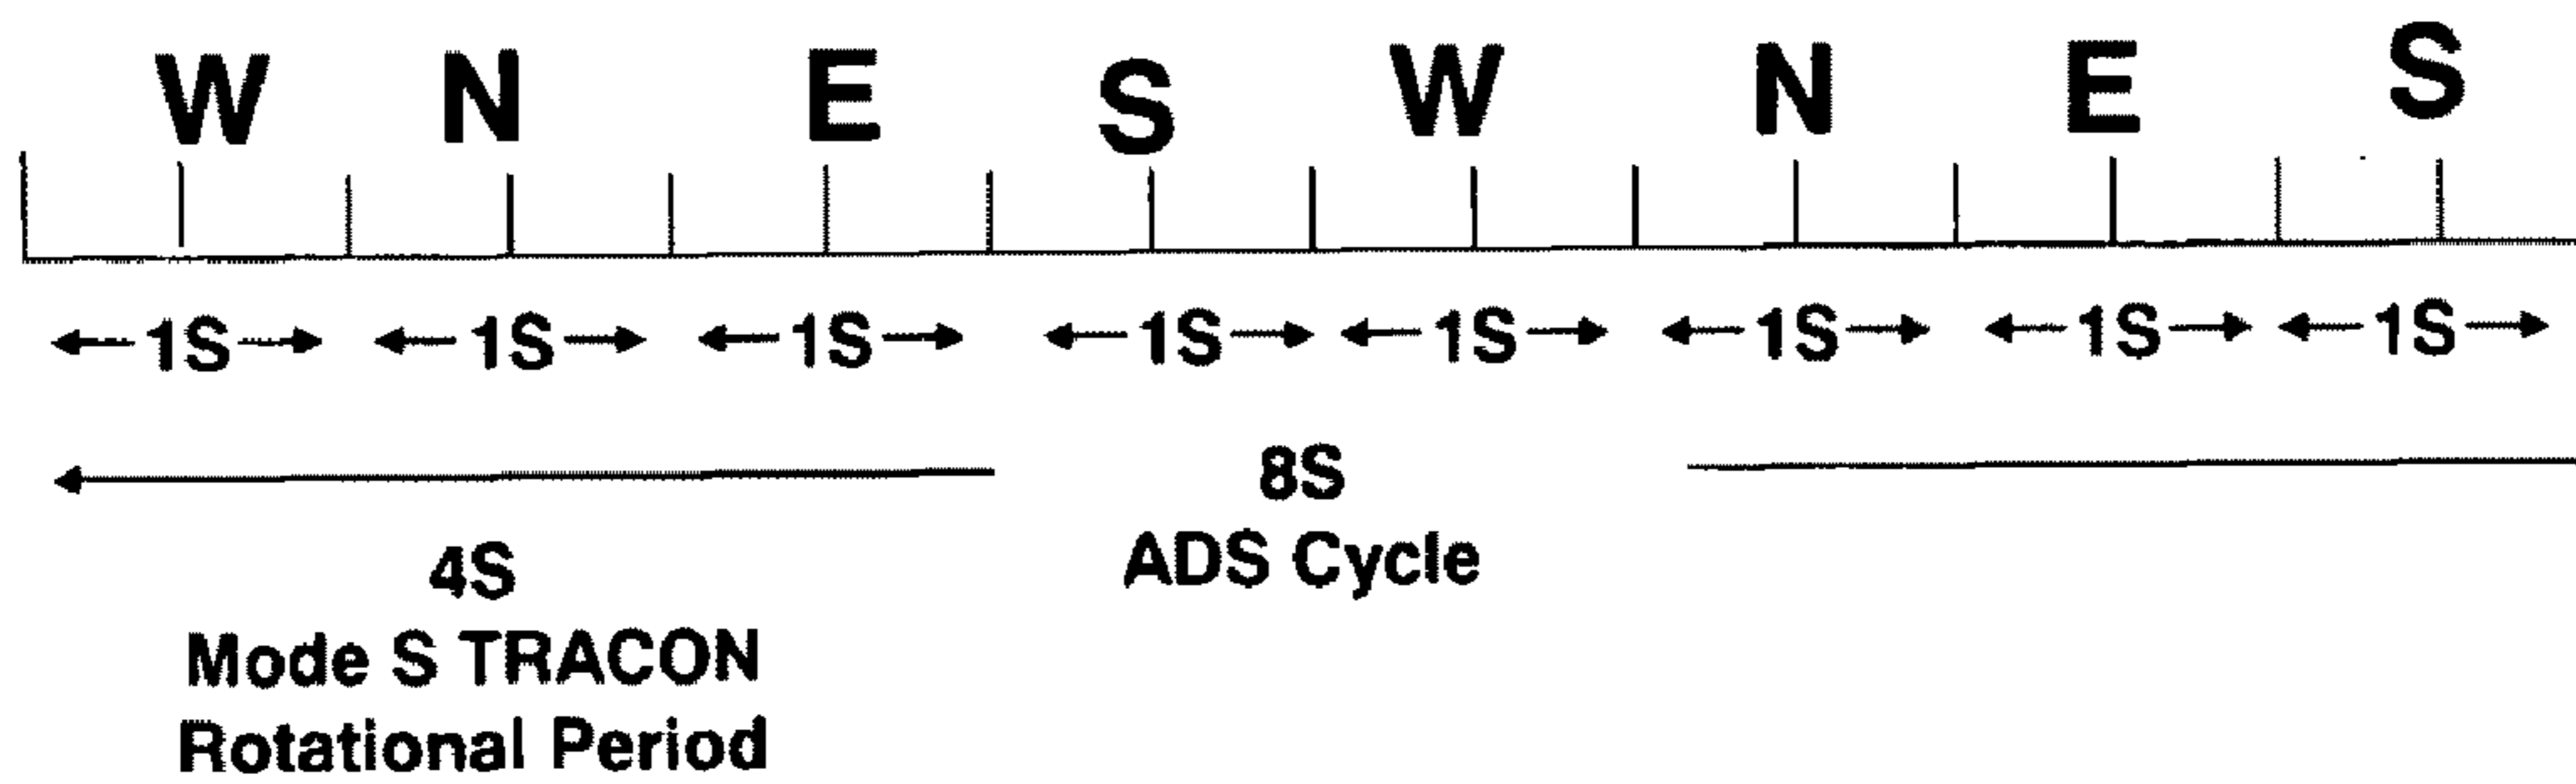 W N E S W N E S
1S 1S 1S 1S 1S 1S 1S 1S
8S
ADS Cycle
4S
Mode S TRACON
Rotational Period